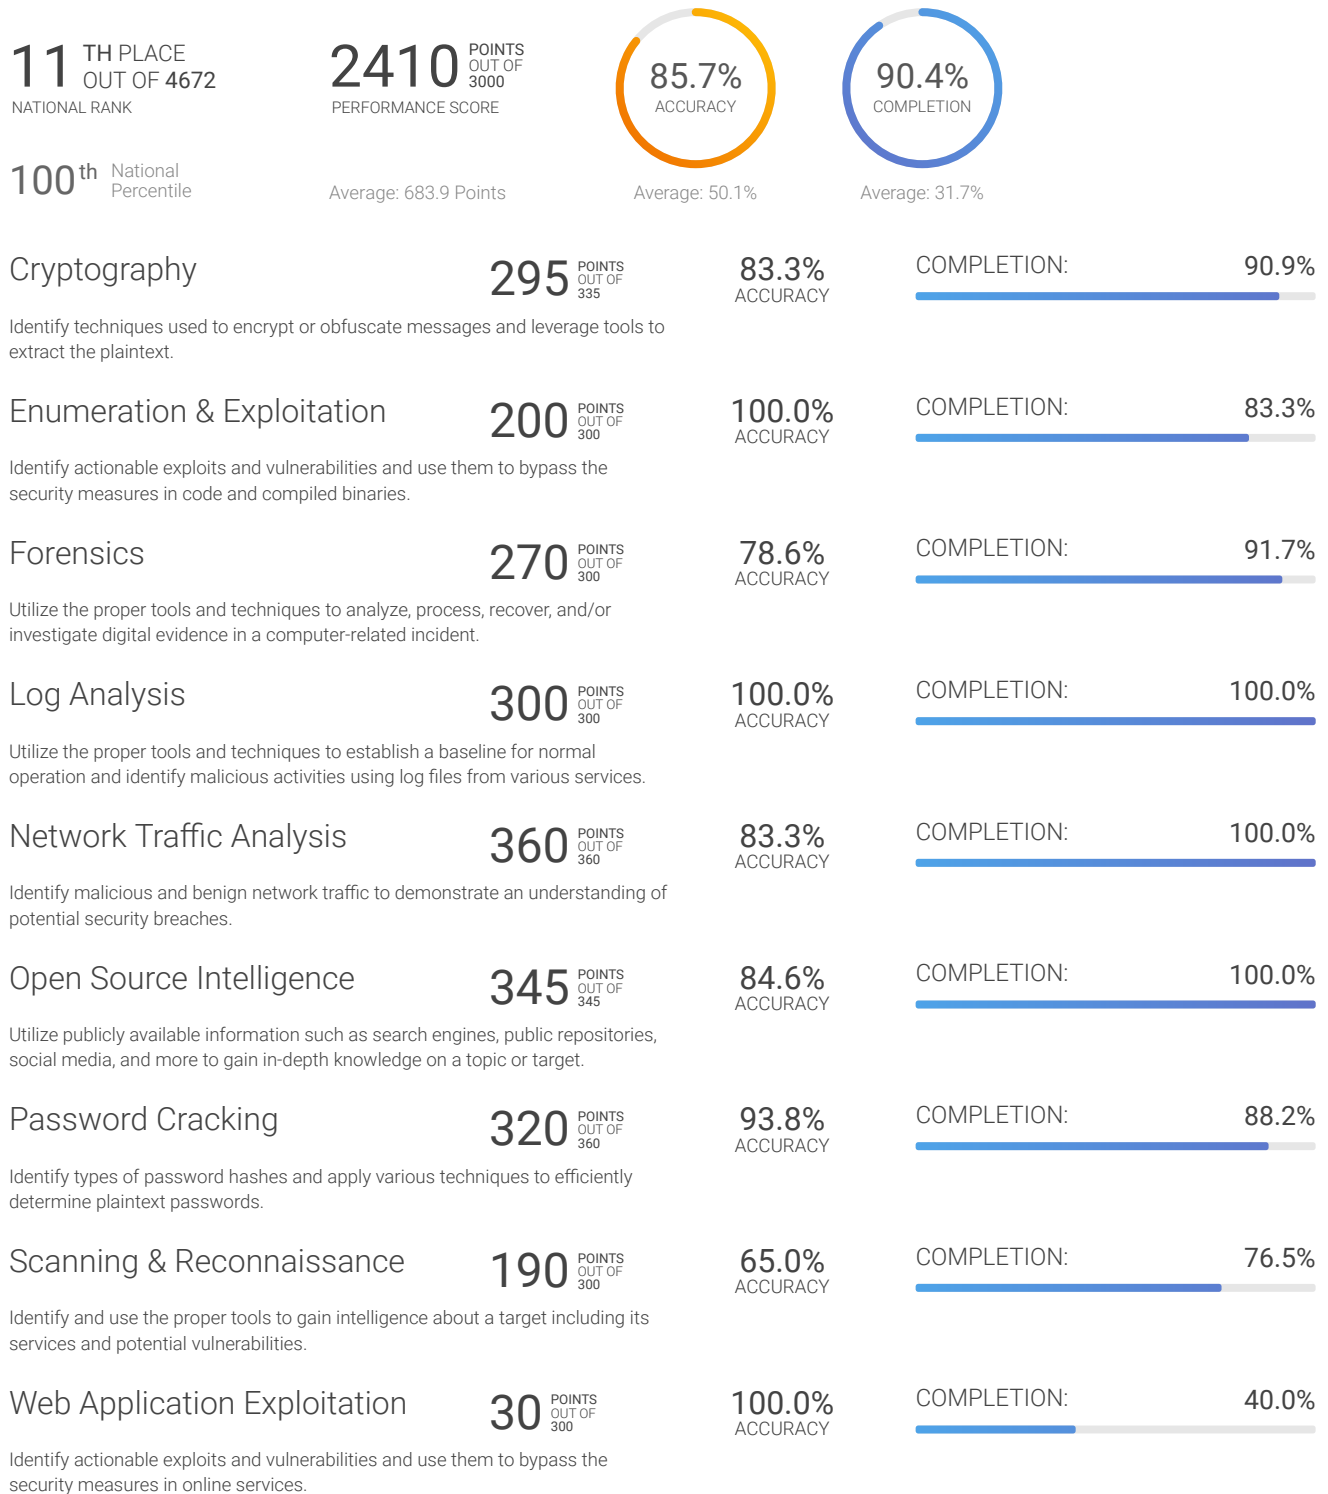 11 TH PLACE
OUT OF 4672
NATIONAL RANK
100th National
Percentile
2410 POINTS
OUT OF
3000
PERFORMANCE SCORE
Average: 683.9 Points
85.7%
ACCURACY
Average: 50.1%
90.4%
COMPLETION
Average: 31.7%
Cryptography
295 POINTS
OUT OF
335
83.3%
ACCURACY
COMPLETION: 90.9%
Identify techniques used to encrypt or obfuscate messages and leverage tools to
extract the plaintext.
Enumeration & Exploitation
200 POINTS
OUT OF
300
100.0%
ACCURACY
COMPLETION: 83.3%
Identify actionable exploits and vulnerabilities and use them to bypass the
security measures in code and compiled binaries.
Forensics
270 POINTS
OUT OF
300
78.6%
ACCURACY
COMPLETION: 91.7%
Utilize the proper tools and techniques to analyze, process, recover, and/or
investigate digital evidence in a computer-related incident.
Log Analysis
300 POINTS
OUT OF
300
100.0%
ACCURACY
COMPLETION: 100.0%
Utilize the proper tools and techniques to establish a baseline for normal
operation and identify malicious activities using log files from various services.
Network Traffic Analysis
360 POINTS
OUT OF
360
83.3%
ACCURACY
COMPLETION: 100.0%
Identify malicious and benign network traffic to demonstrate an understanding of
potential security breaches.
Open Source Intelligence
345 POINTS
OUT OF
345
84.6%
ACCURACY
COMPLETION: 100.0%
Utilize publicly available information such as search engines, public repositories,
social media, and more to gain in-depth knowledge on a topic or target.
Password Cracking
320 POINTS
OUT OF
360
93.8%
ACCURACY
COMPLETION: 88.2%
Identify types of password hashes and apply various techniques to efficiently
determine plaintext passwords.
Scanning & Reconnaissance
190 POINTS
OUT OF
300
65.0%
ACCURACY
COMPLETION: 76.5%
Identify and use the proper tools to gain intelligence about a target including its
services and potential vulnerabilities.
Web Application Exploitation
30 POINTS
OUT OF
300
100.0%
ACCURACY
COMPLETION: 40.0%
Identify actionable exploits and vulnerabilities and use them to bypass the
security measures in online services.